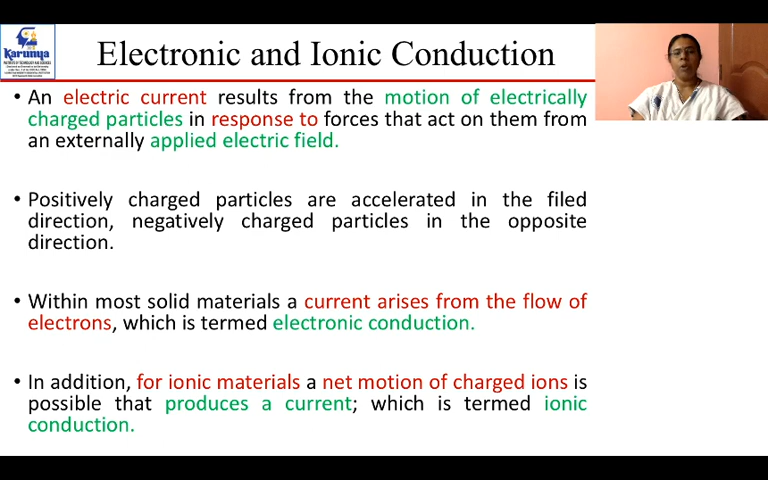 Karunya
Electronic and Ionic Conduction
• An electric current results from the motion of electrically
charged particles in response to forces that act on them from
an externally applied electric field.
• Positively charged particles are accelerated in the filed
direction, negatively charged particles in the opposite
direction.
• Within most solid materials a current arises from the flow of
electrons, which is termed electronic conduction.
• In addition, for ionic materials a net motion of charged ions is
possible that produces a current; which is termed ionic
conduction.